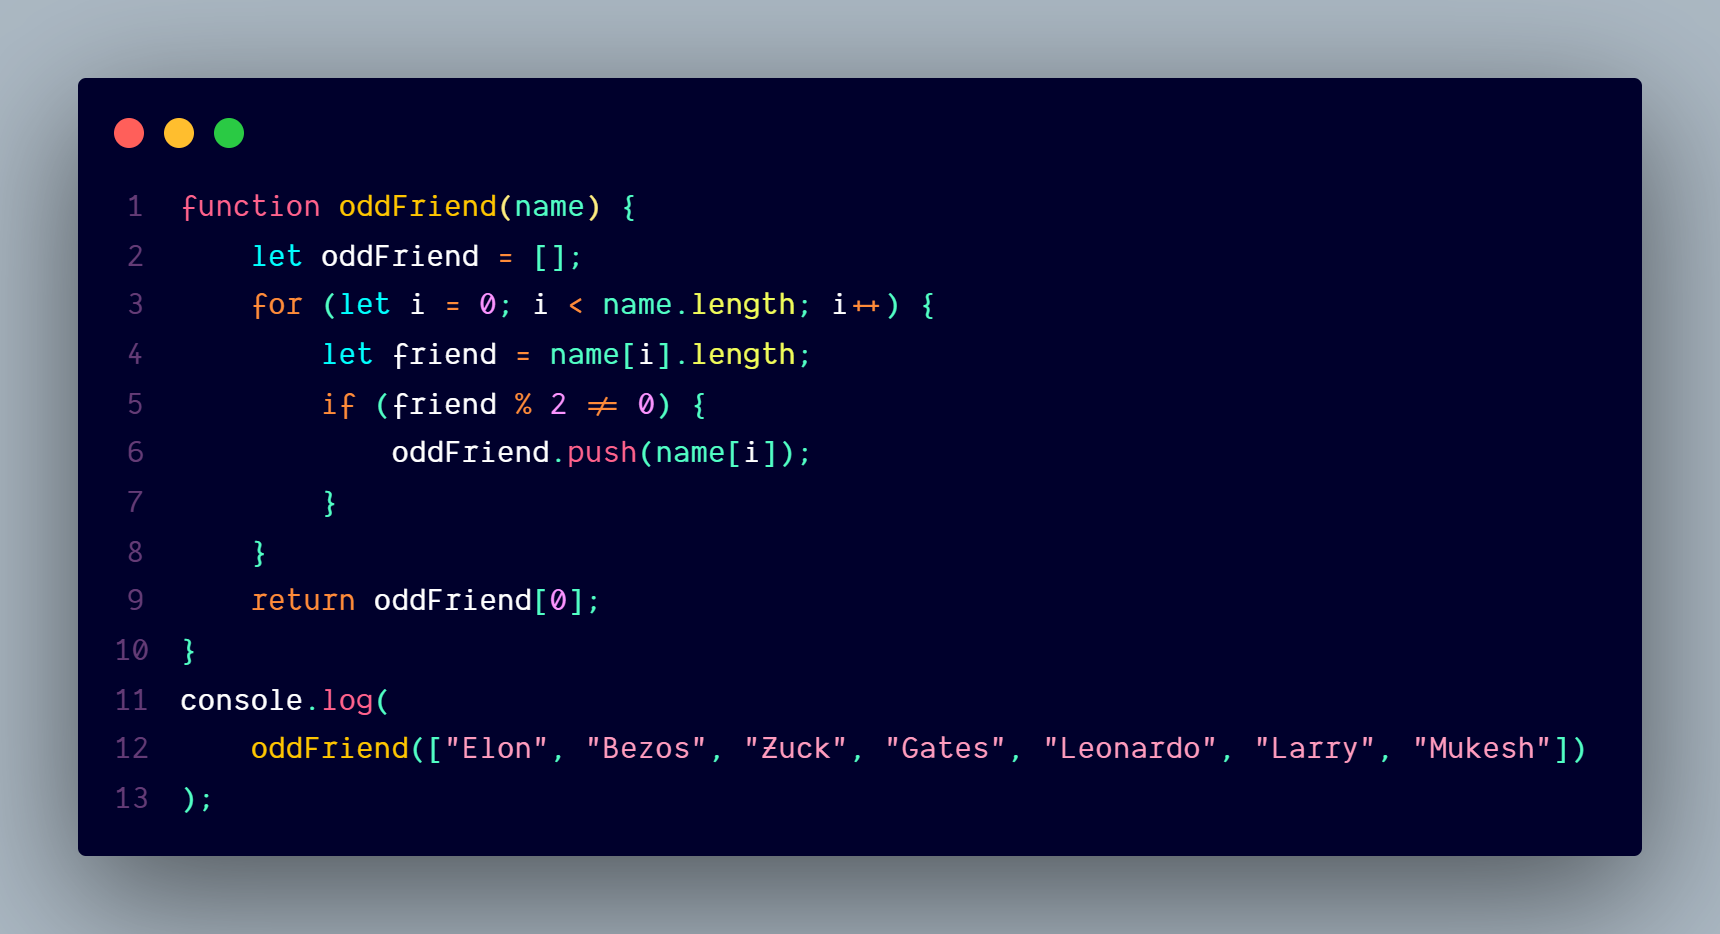 1 function oddFriend(name) {
2 let oddFriend = [];
3 for (let i = 0; i < name.length; i++) {
4 let friend = name[i].length;
5 if (friend % 2 != 0) {
6 oddFriend.push(name[i]);
7 }
8 }
9 return oddFriend[0];
10 }
11 console.log(
12 oddFriend(["Elon", "Bezos", "Zuck", "Gates", "Leonardo", "Larry", "Mukesh"])
13 );